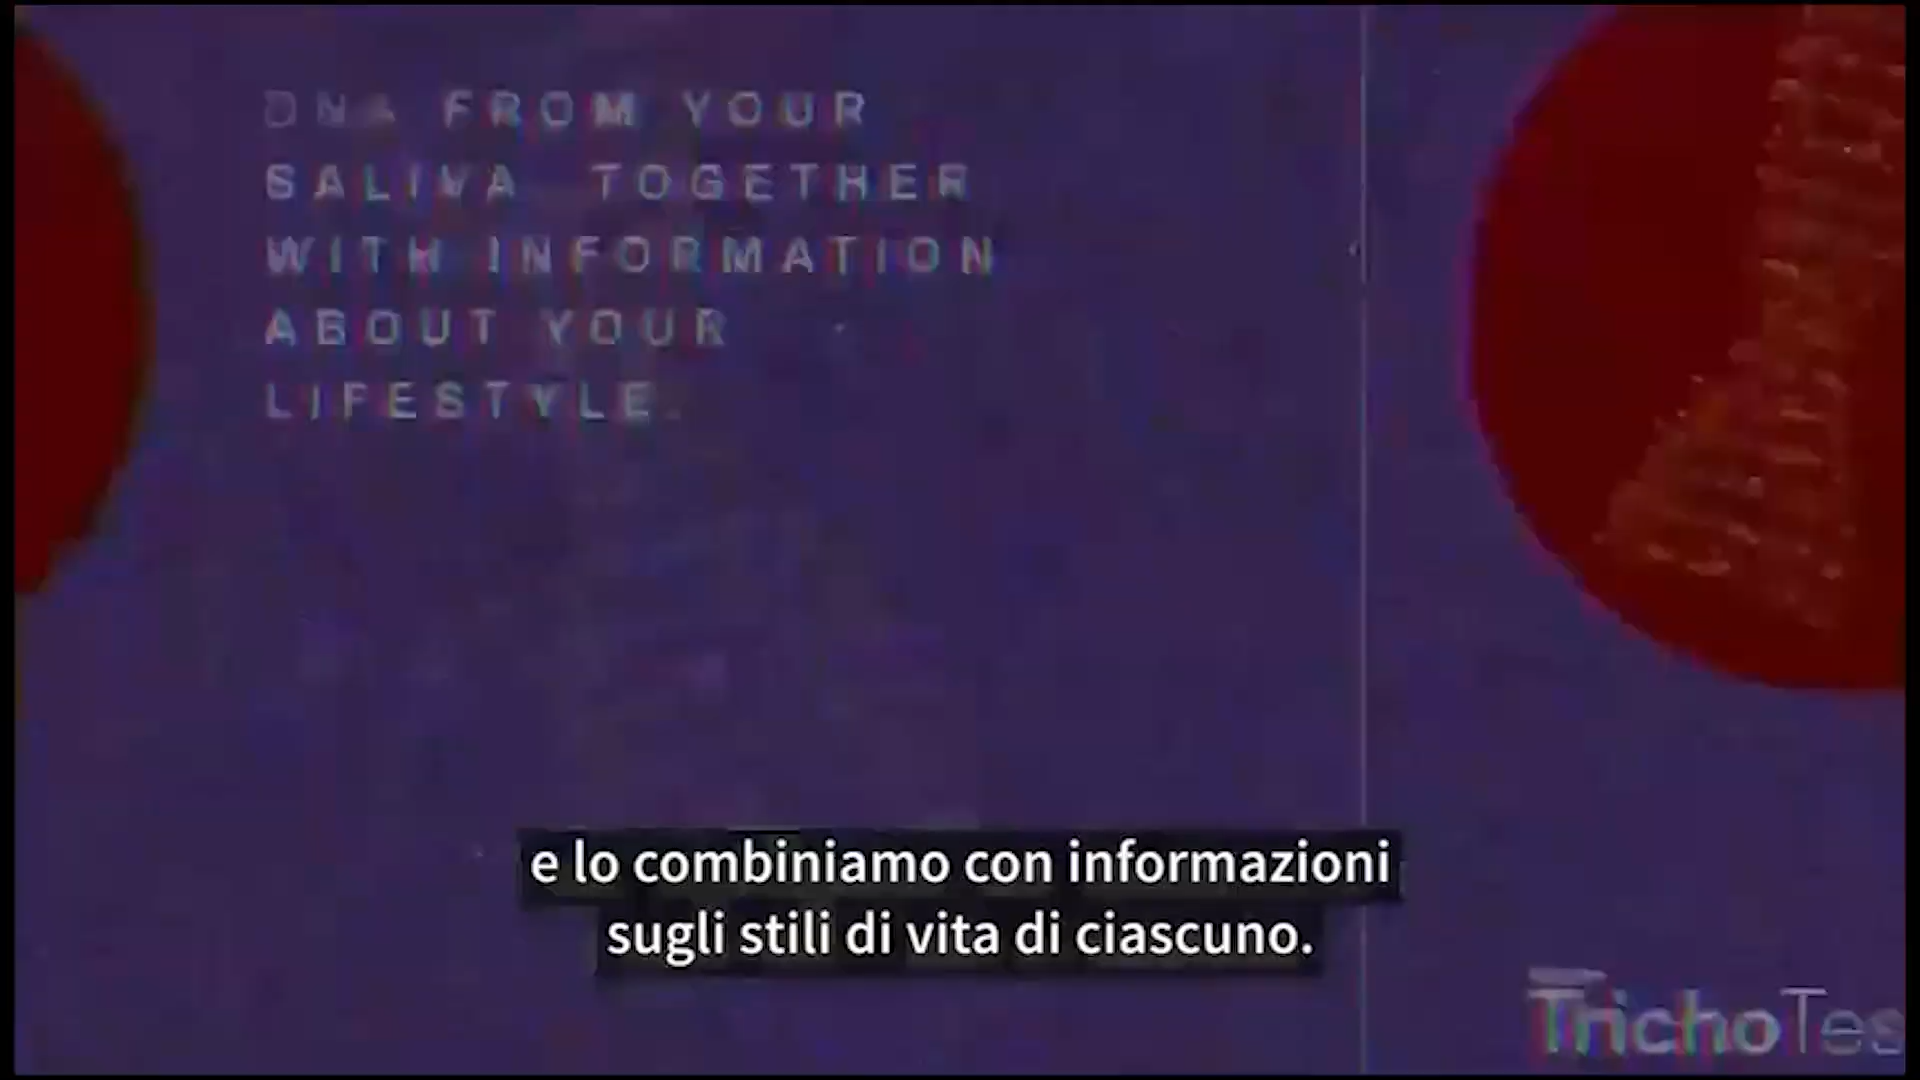 DNA FROM YOUR
SALIVA TOGETHER
WITH INFORMATION
ABOUT YOUR
LIFESTYLE.
e lo combiniamo con informazioni
sugli stili di vita di ciascuno.
TrichoTes